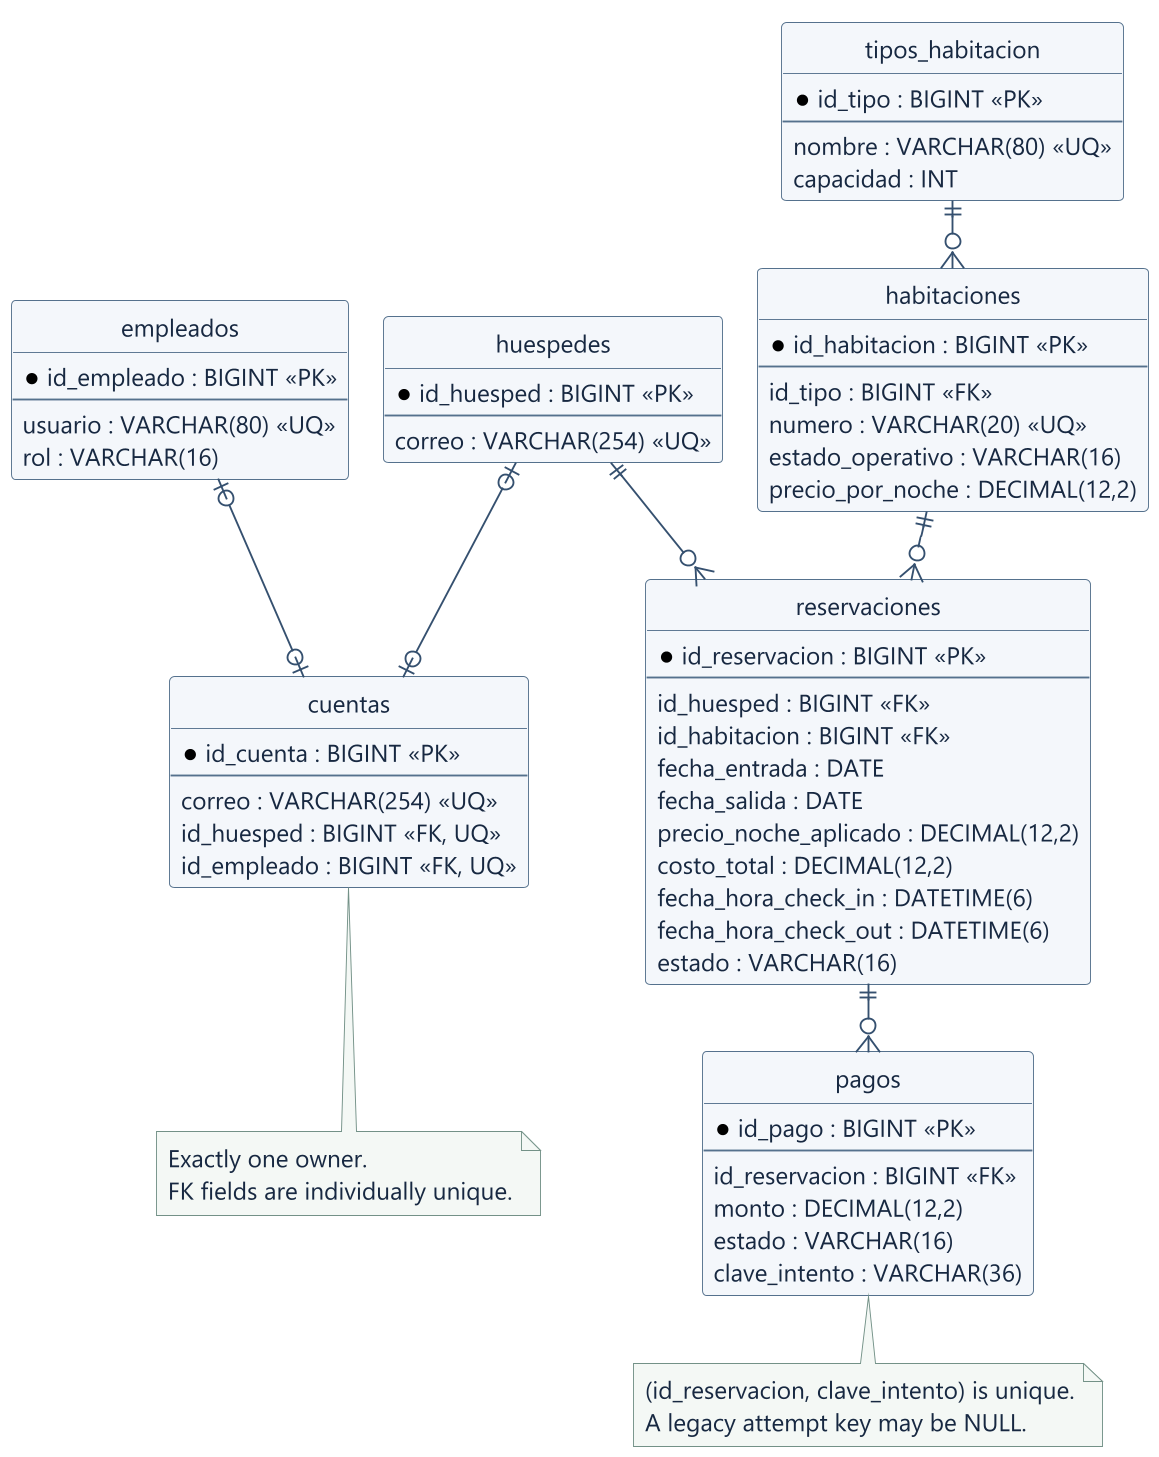 tipos_habitacion
id_tipo : BIGINT «PK»
nombre : VARCHAR(80) «UQ»
capacidad : INT
habitaciones
id_habitacion : BIGINT «PK»
id_tipo : BIGINT «FK»
numero : VARCHAR(20) «UQ»
estado_operativo : VARCHAR(16)
precio_por_noche : DECIMAL(12,2)
empleados
id_empleado : BIGINT «PK»
usuario : VARCHAR(80) «UQ»
rol : VARCHAR(16)
huespedes
id_huesped : BIGINT «PK»
correo : VARCHAR(254) «UQ»
cuentas
id_cuenta : BIGINT «PK»
correo : VARCHAR(254) «UQ»
id_huesped : BIGINT «FK, UQ»
id_empleado : BIGINT «FK, UQ»
reservaciones
id_reservacion : BIGINT «PK»
id_huesped : BIGINT «FK»
id_habitacion : BIGINT «FK»
fecha_entrada : DATE
fecha_salida : DATE
precio_noche_aplicado : DECIMAL(12,2)
costo_total : DECIMAL(12,2)
fecha_hora_check_in : DATETIME(6)
fecha_hora_check_out : DATETIME(6)
estado : VARCHAR(16)
Exactly one owner.
FK fields are individually unique.
pagos
id_pago : BIGINT «PK»
id_reservacion : BIGINT «FK»
monto : DECIMAL(12,2)
estado : VARCHAR(16)
clave_intento : VARCHAR(36)
(id_reservacion, clave_intento) is unique.
A legacy attempt key may be NULL.